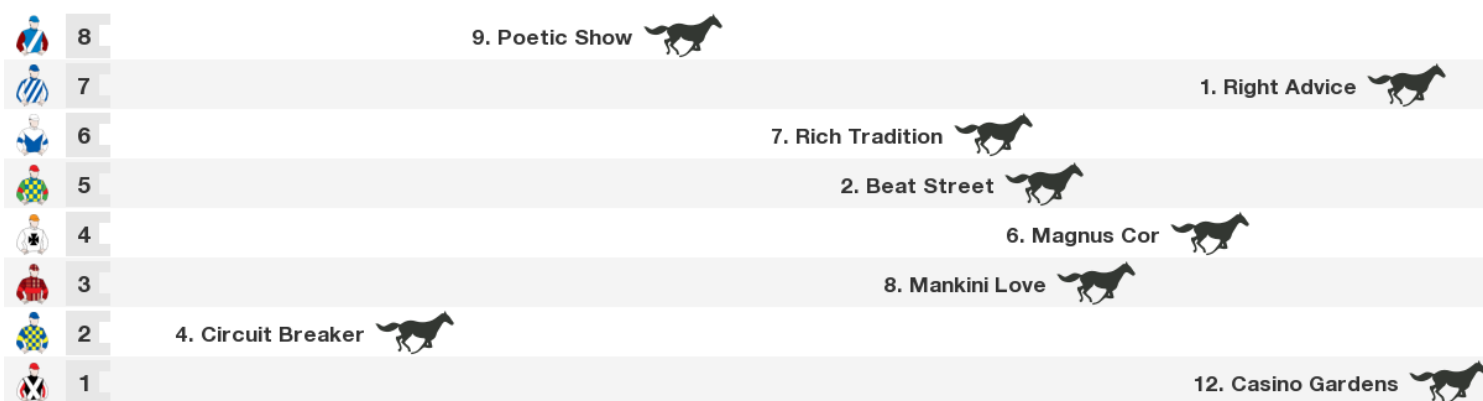 8 9. Poetic Show
7 1. Right Advice
6 7. Rich Tradition
5 2. Beat Street
4 6. Magnus Cor
3 8. Mankini Love
2 4. Circuit Breaker
1 12. Casino Gardens